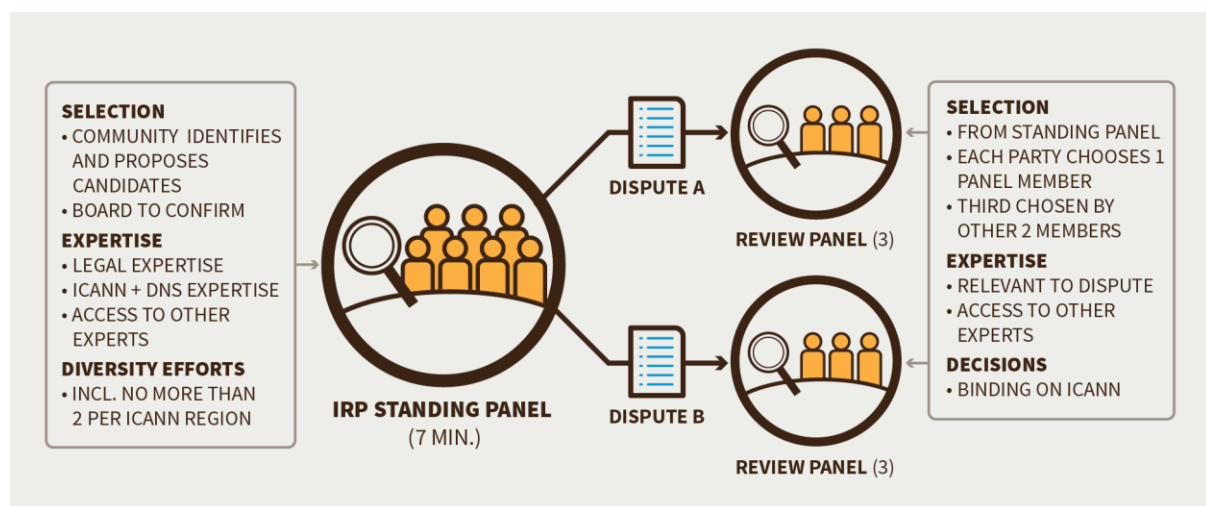 SELECTION
• COMMUNITY IDENTIFIES
AND PROPOSES
CANDIDATES
• BOARD TO CONFIRM
EXPERTISE
• LEGAL EXPERTISE
• ICANN + DNS EXPERTISE
• ACCESS TO OTHER
EXPERTS
DIVERSITY EFFORTS
• INCL. NO MORE THAN
2 PER ICANN REGION
IRP STANDING PANEL
(7 MIN.)
DISPUTE A
REVIEW PANEL (3)
DISPUTE B
REVIEW PANEL (3)
SELECTION
• FROM STANDING PANEL
• EACH PARTY CHOOSES 1
PANEL MEMBER
• THIRD CHOSEN BY
OTHER 2 MEMBERS
EXPERTISE
• RELEVANT TO DISPUTE
• ACCESS TO OTHER
EXPERTS
DECISIONS
• BINDING ON ICANN